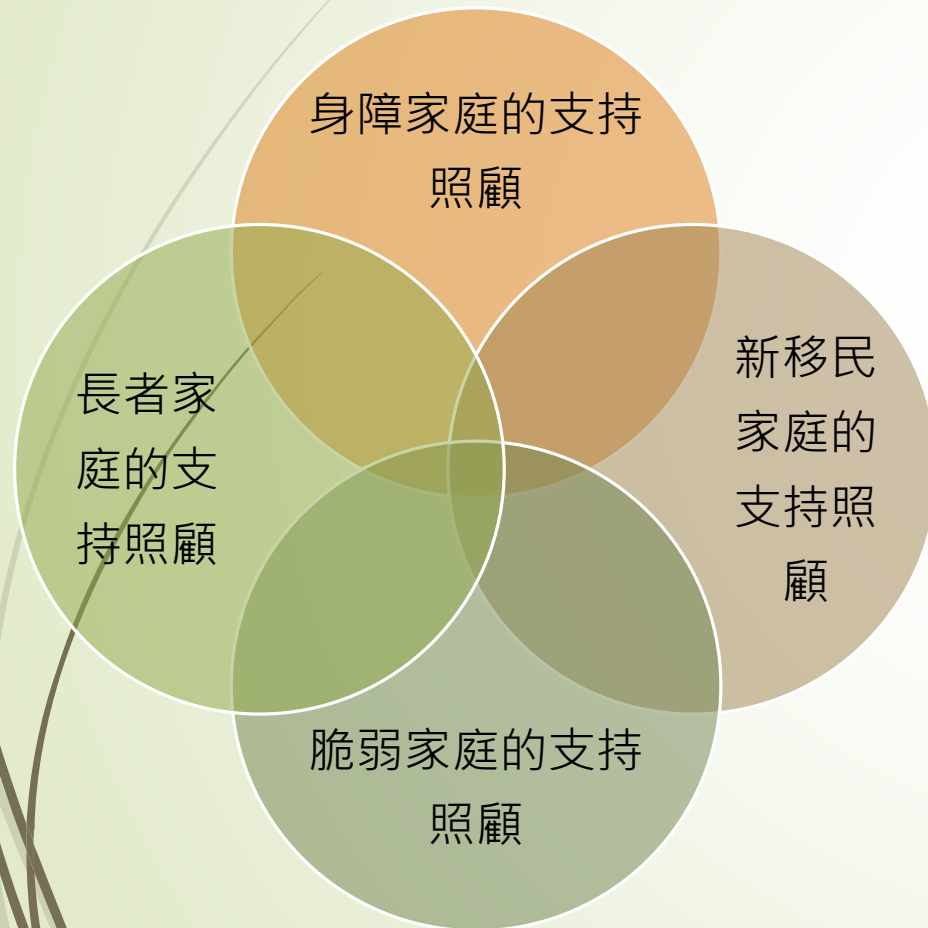 身障家庭的支持
照顧
長者家
庭的支
持照顧
新移民
家庭的
支持照
顧
脆弱家庭的支持
照顧